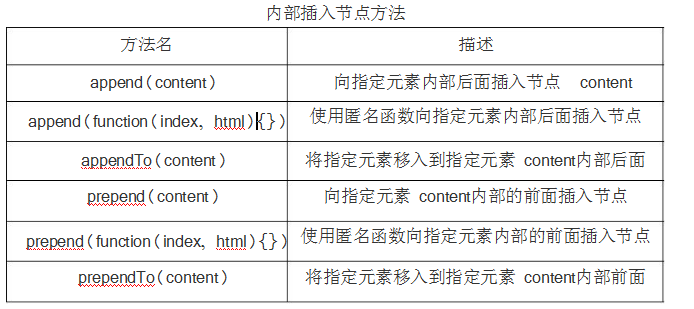 内部插入节点方法
方法名 描述
append(content) 向指定元素内部后面插入节点 content
append(function(index, html){}) 使用匿名函数向指定元素内部后面插入节点
appendTo(content) 将指定元素移入到指定元素 content内部后面
prepend(content) 向指定元素 content内部的前面插入节点
prepend(function(index, html){}) 使用匿名函数向指定元素内部的前面插入节点
prependTo(content) 将指定元素移入到指定元素 content内部前面